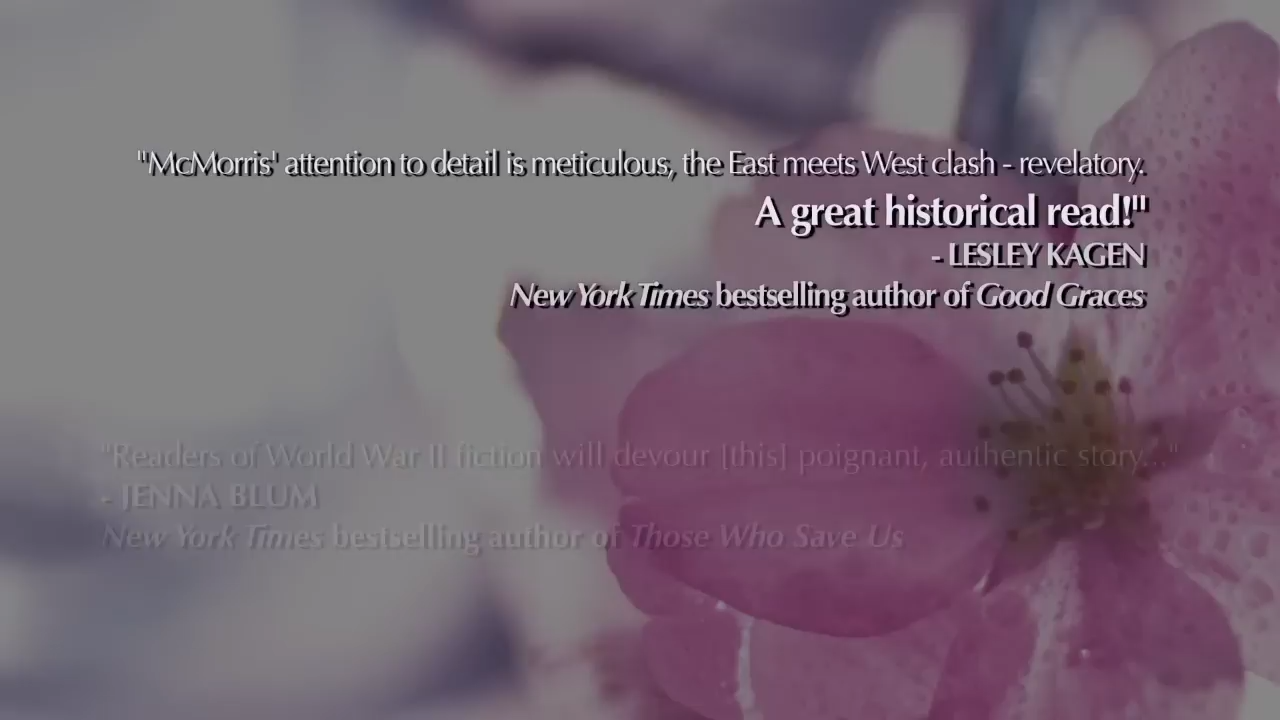 "McMorris' attention to detail is meticulous, the East meets West clash - revelatory.
A great historical read!"
- LESLEY KAGEN
New York Times bestselling author of Good Graces
"Readers of World War II fiction will devour [this] poignant, authentic story..."
- JENNA BLUM
New York Times bestselling author of Those Who Save Us